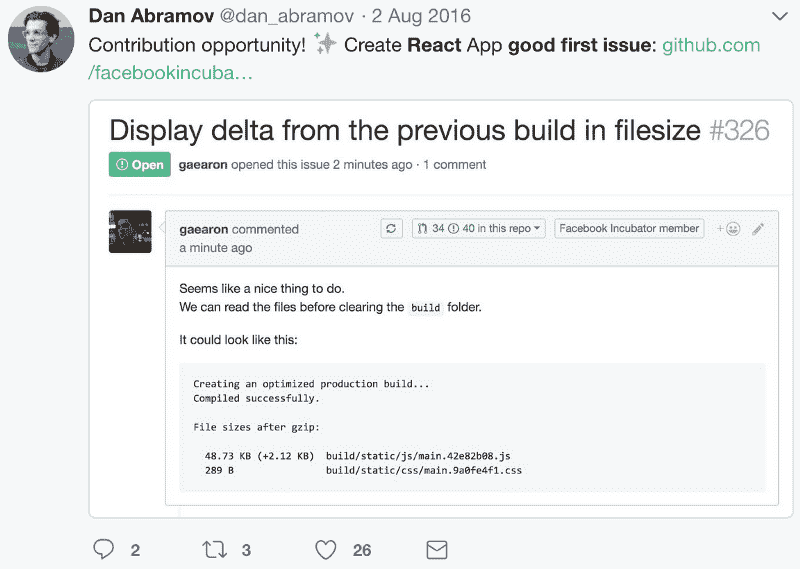 Dan Abramov @dan_abramov · 2 Aug 2016
Contribution opportunity! ✨ Create React App good first issue: github.com
/facebookincuba…
Display delta from the previous build in filesize #326
Open gaearon opened this issue 2 minutes ago · 1 comment
gaearon commented
a minute ago
34 40 in this repo
Facebook Incubator member
Seems like a nice thing to do.
We can read the files before clearing the build folder.
It could look like this:
Creating an optimized production build...
Compiled successfully.
File sizes after gzip:
48.73 KB (+2.12 KB) build/static/js/main.42e82b08.js
289 B build/static/css/main.9a0fe4f1.css
2 3 26